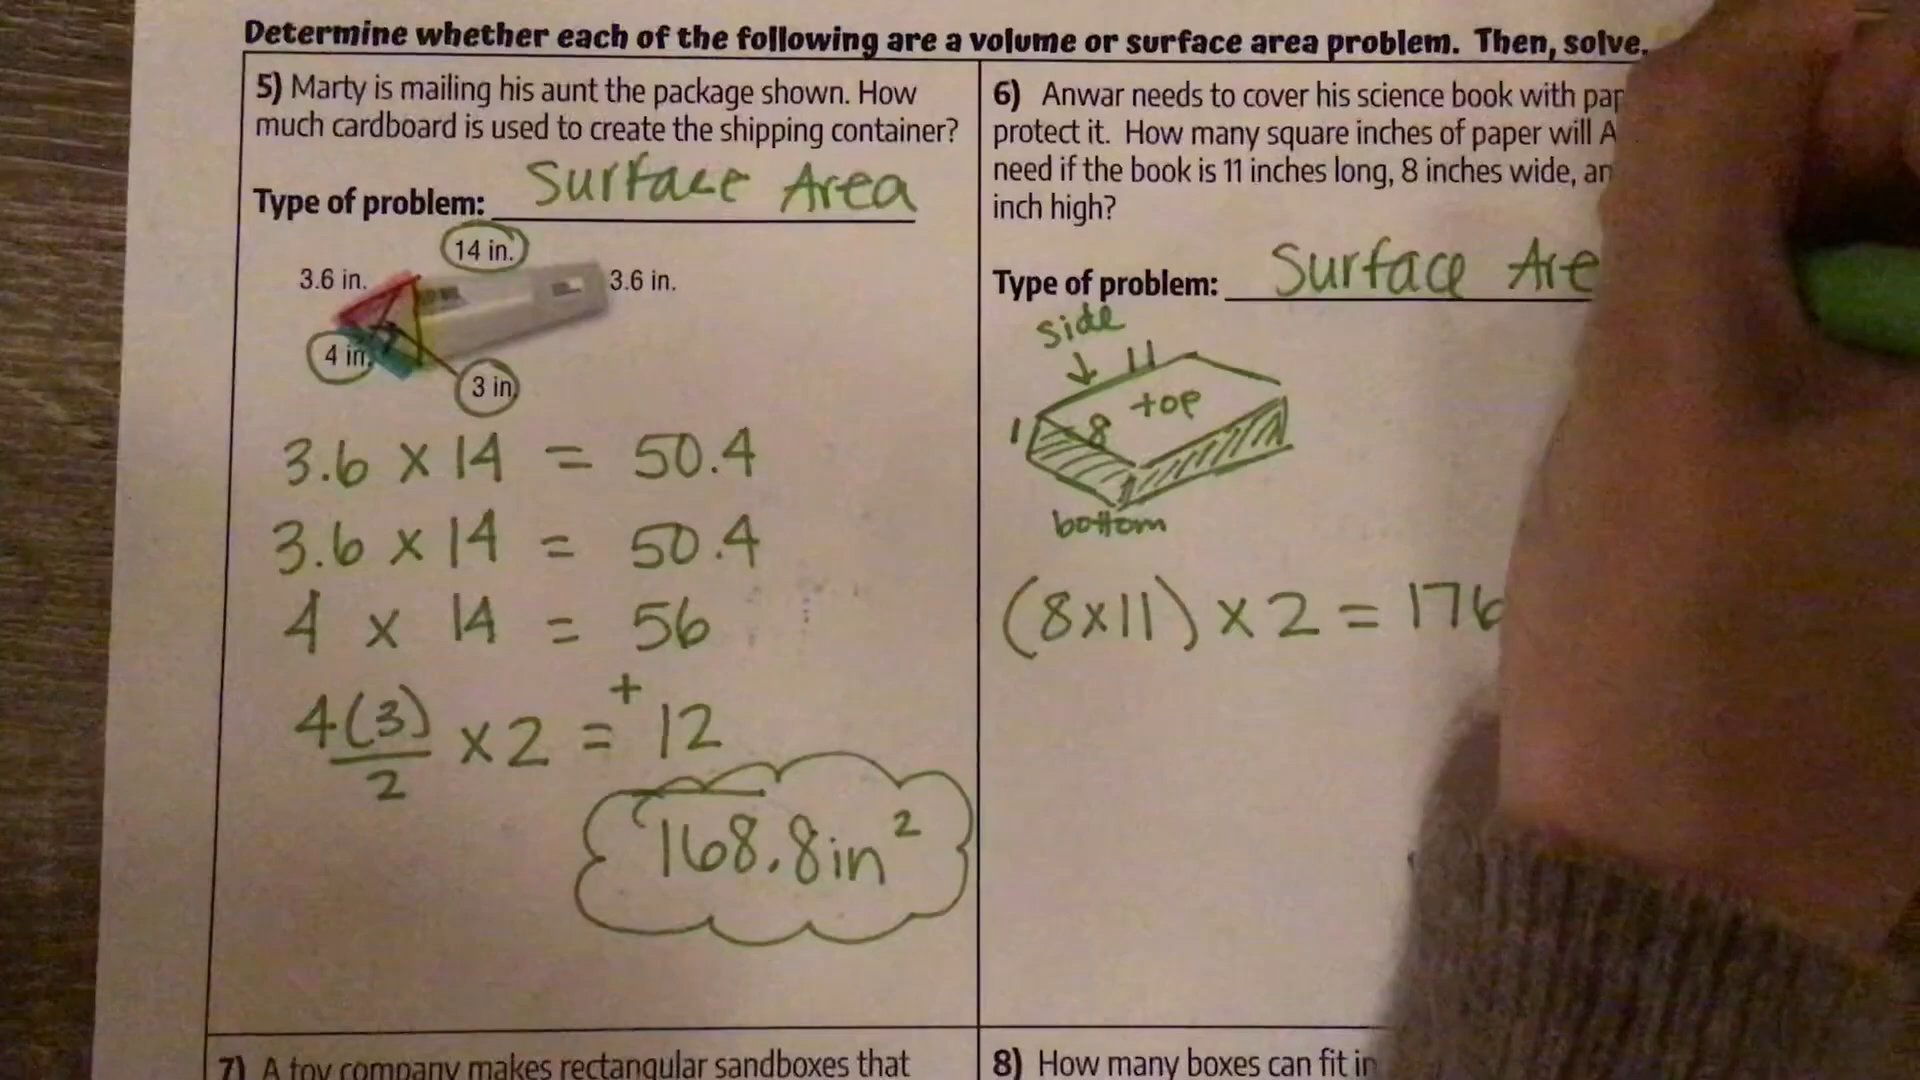 Determine whether each of the following are a volume or surface area problem. Then, solve.
5) Marty is mailing his aunt the package shown. How
much cardboard is used to create the shipping container?
Type of problem: Surface Area
14 in.
3.6 in.
3.6 in.
4 in.
3 in.
3.6 x 14 = 50.4
3.6 x 14 = 50.4
4 x 14 = 56
+
4(3)
2
x 2 = 12
168.8in²
6) Anwar needs to cover his science book with
protect it. How many square inches of paper will
need if the book is 11 inches long, 8 inches wide,
inch high?
Type of problem: Surface Are
side
11
top
8
1
bottom
(8x11) x 2 = 176
7) A toy company makes rectangular sandboxes that
8) How many boxes can fit in